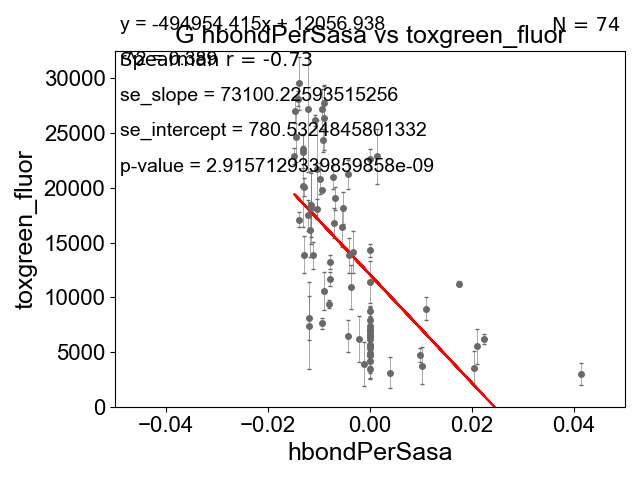 y = -494954.415x + 12056.938
N = 74
G hbondPerSasa vs toxgreen_fluor
Spearman r = -0.73
r^2 = 0.389
se_slope = 73100.22593515256
se_intercept = 780.5324845801332
p-value = 2.9157129339859858e-09
30000
25000
20000
15000
10000
5000
0
toxgreen_fluor
−0.04
−0.02
0.00
0.02
0.04
hbondPerSasa